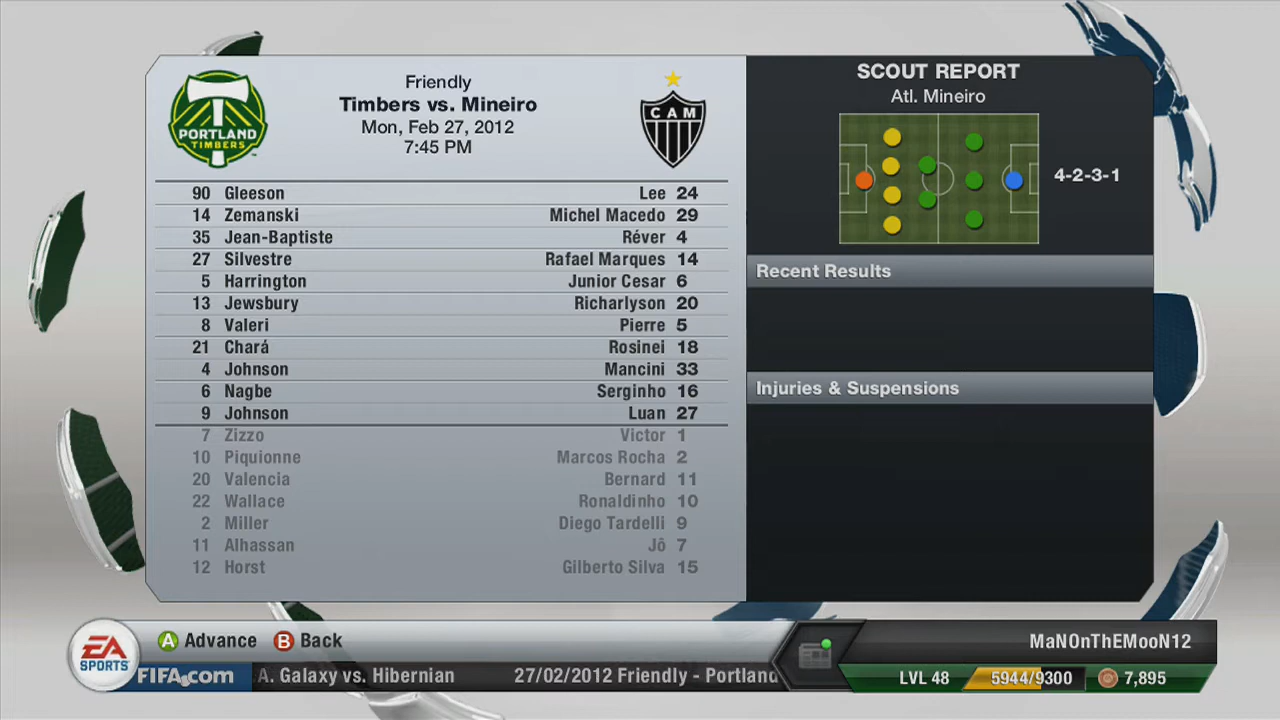 PORTLAND
TIMBERS
Friendly
Timbers vs. Mineiro
Mon, Feb 27, 2012
7:45 PM
CAM
90 Gleeson Lee 24
14 Zemanski Michel Macedo 29
35 Jean-Baptiste Réver 4
27 Silvestre Rafael Marques 14
5 Harrington Junior Cesar 6
13 Jewsbury Richarlyson 20
8 Valeri Pierre 5
21 Chará Rosinei 18
4 Johnson Mancini 33
6 Nagbe Serginho 16
9 Johnson Luan 27
7 Zizzo Victor 1
10 Piquionne Marcos Rocha 2
20 Valencia Bernard 11
22 Wallace Ronaldinho 10
2 Miller Diego Tardelli 9
11 Alhassan Jô 7
12 Horst Gilberto Silva 15
SCOUT REPORT
Atl. Mineiro
4-2-3-1
Recent Results
Injuries & Suspensions
EA
SPORTS
A Advance B Back
MaNOnThEMooN12
FIFA.com
A. Galaxy vs. Hibernian 27/02/2012 Friendly - Portland
LVL 48 5944/9300 7,895